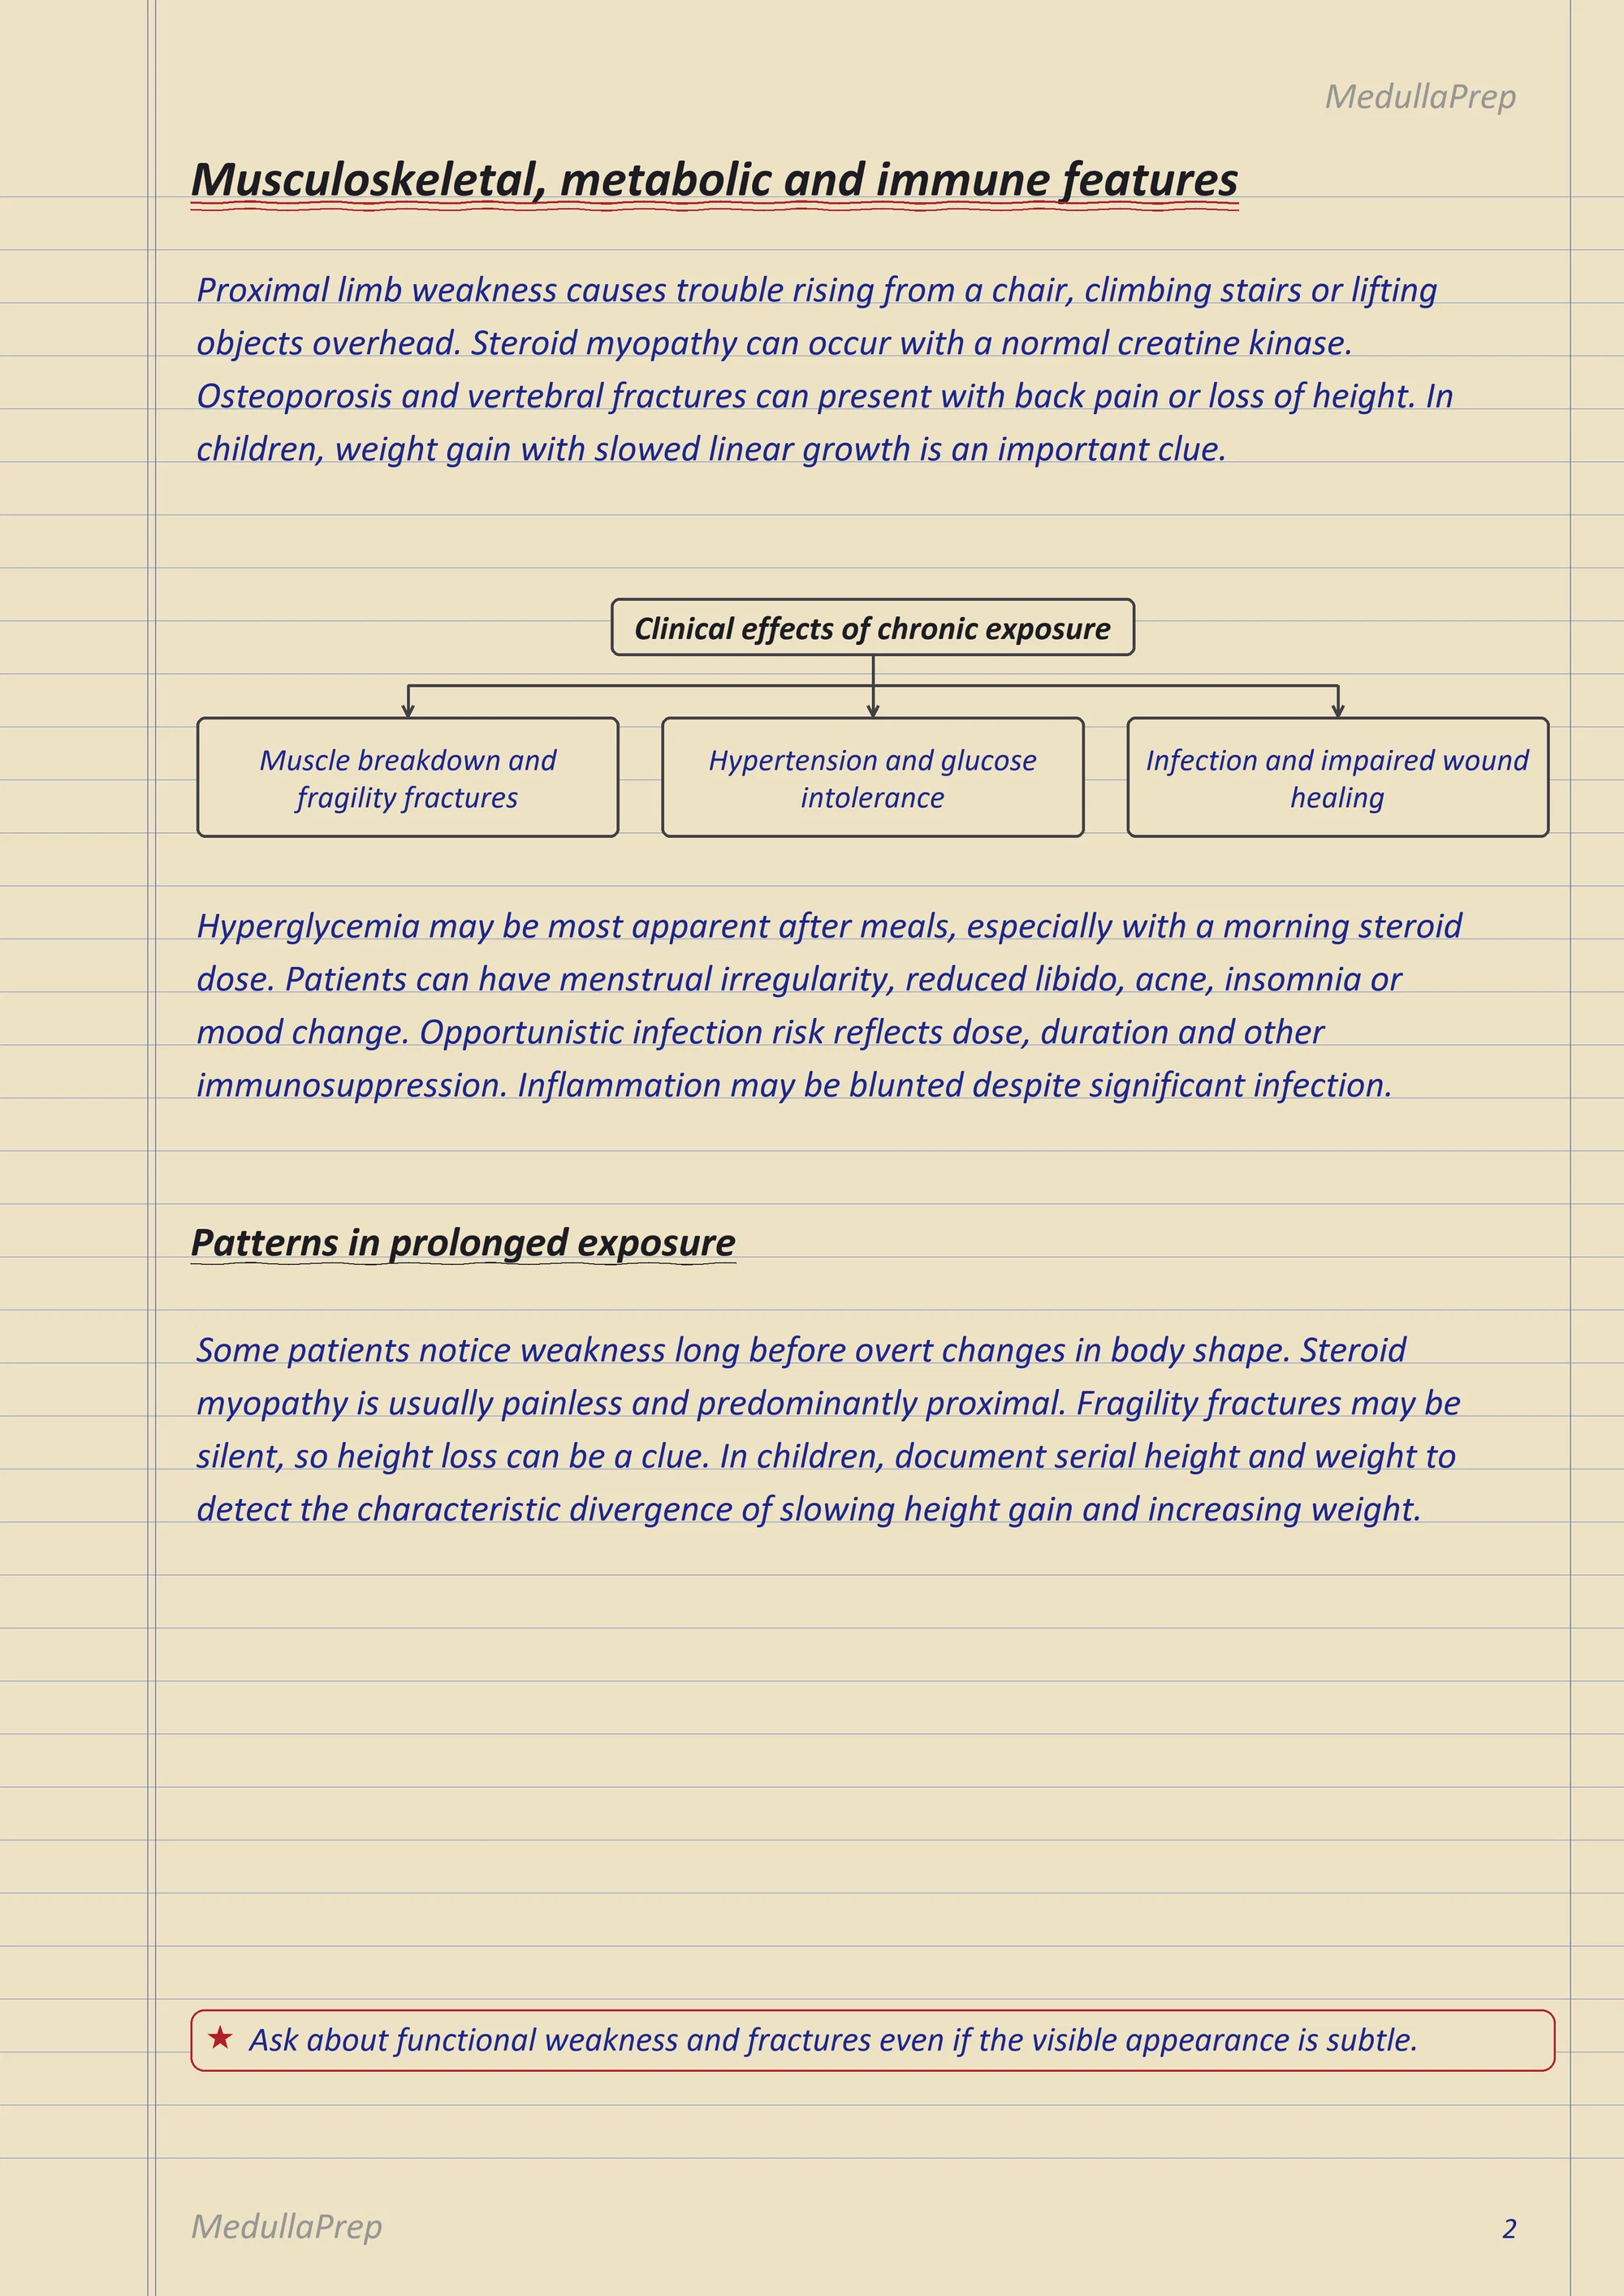 MedullaPrep
Musculoskeletal, metabolic and immune features
Proximal limb weakness causes trouble rising from a chair, climbing stairs or lifting
objects overhead. Steroid myopathy can occur with a normal creatine kinase.
Osteoporosis and vertebral fractures can present with back pain or loss of height. In
children, weight gain with slowed linear growth is an important clue.
Clinical effects of chronic exposure
Muscle breakdown and
fragility fractures
Hypertension and glucose
intolerance
Infection and impaired wound
healing
Hyperglycemia may be most apparent after meals, especially with a morning steroid
dose. Patients can have menstrual irregularity, reduced libido, acne, insomnia or
mood change. Opportunistic infection risk reflects dose, duration and other
immunosuppression. Inflammation may be blunted despite significant infection.
Patterns in prolonged exposure
Some patients notice weakness long before overt changes in body shape. Steroid
myopathy is usually painless and predominantly proximal. Fragility fractures may be
silent, so height loss can be a clue. In children, document serial height and weight to
detect the characteristic divergence of slowing height gain and increasing weight.
★ Ask about functional weakness and fractures even if the visible appearance is subtle.
MedullaPrep
2